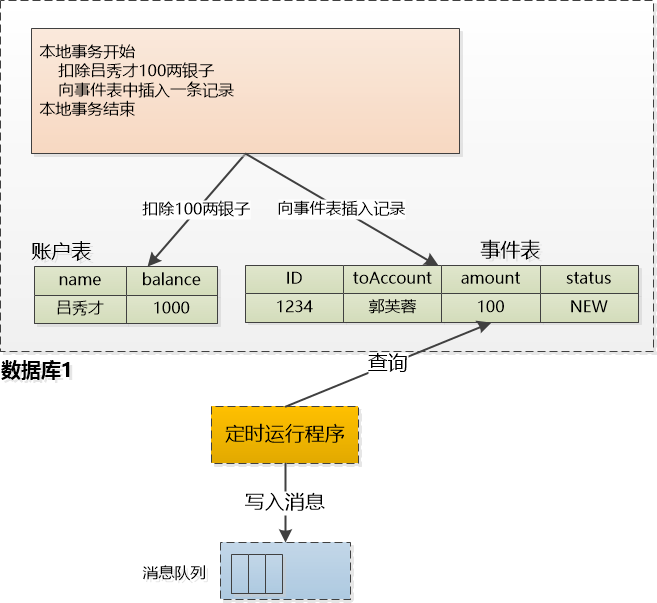 本地事务开始
扣除吕秀才100两银子
向事件表中插入一条记录
本地事务结束
扣除100两银子
向事件表插入记录
账户表
事件表
name balance
吕秀才 1000
ID toAccount amount status
1234 郭芙蓉 100 NEW
数据库1
查询
定时运行程序
写入消息
消息队列